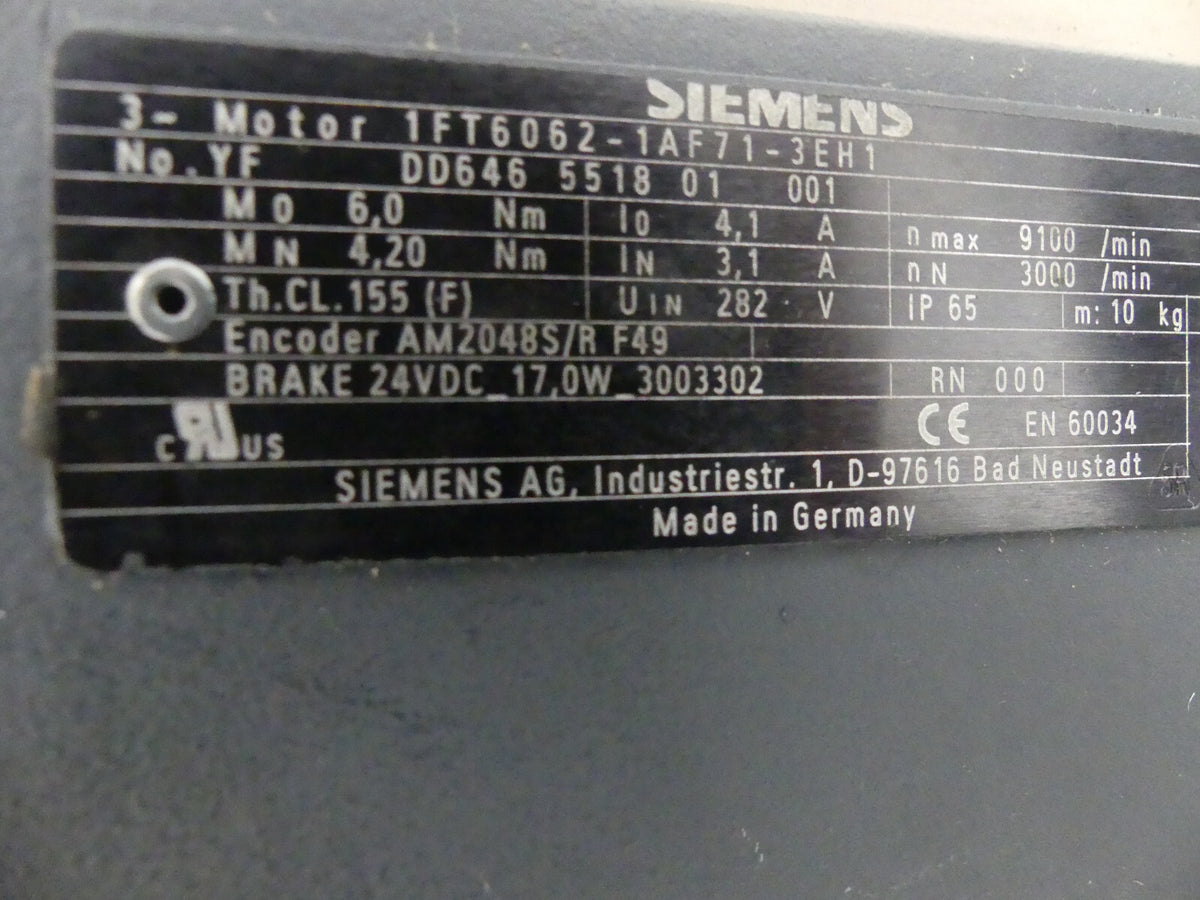 SIEMENS
3~ Motor 1FT6062-1AF71-3EH1
No.YF DD646 5518 01 001
M0 6,0 Nm I0 4,1 A n max 9100 /min
MN 4,20 Nm IN 3,1 A nN 3000 /min
Th.CL.155 (F) UIN 282 V IP 65 m: 10 kg
Encoder AM2048S/R F49
BRAKE 24VDC_17,0W_3003302 RN 000
c RU US CE EN 60034
SIEMENS AG, Industriestr. 1, D-97616 Bad Neustadt
Made in Germany